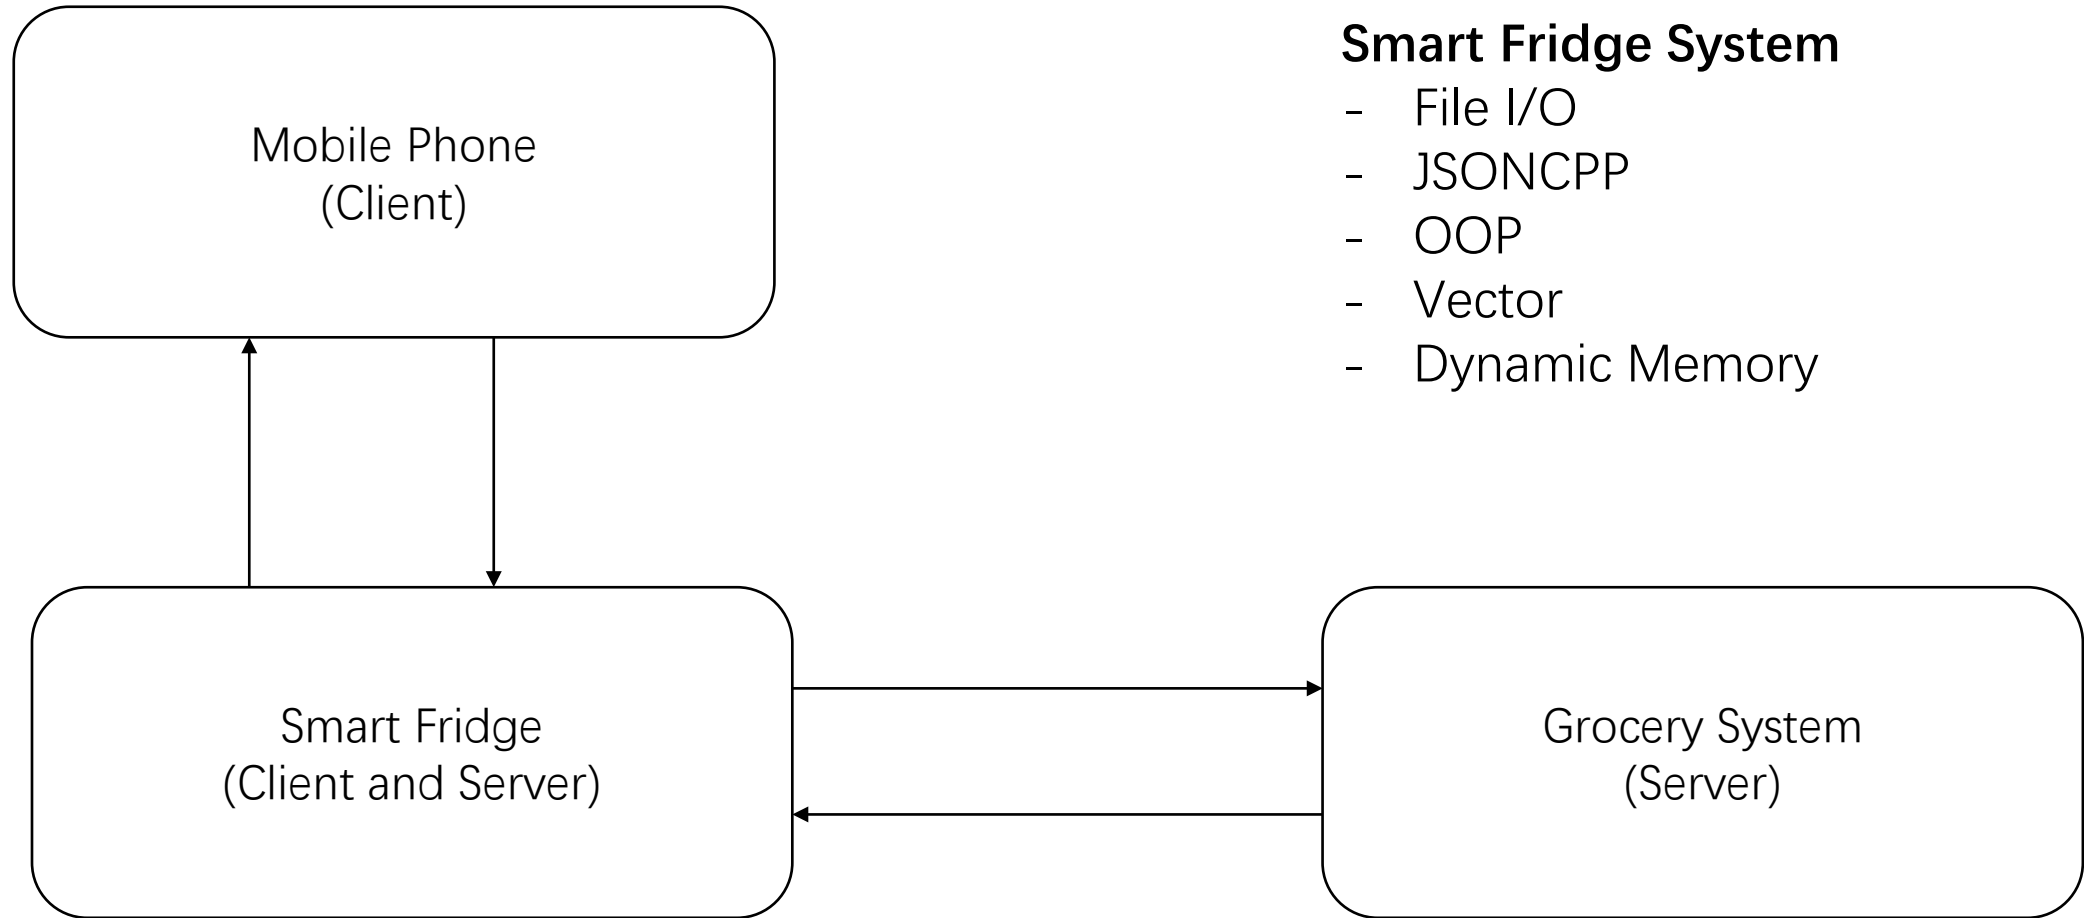 Smart Fridge System
- File I/O
- JSONCPP
- OOP
- Vector
- Dynamic Memory
Mobile Phone
(Client)
Smart Fridge
(Client and Server)
Grocery System
(Server)